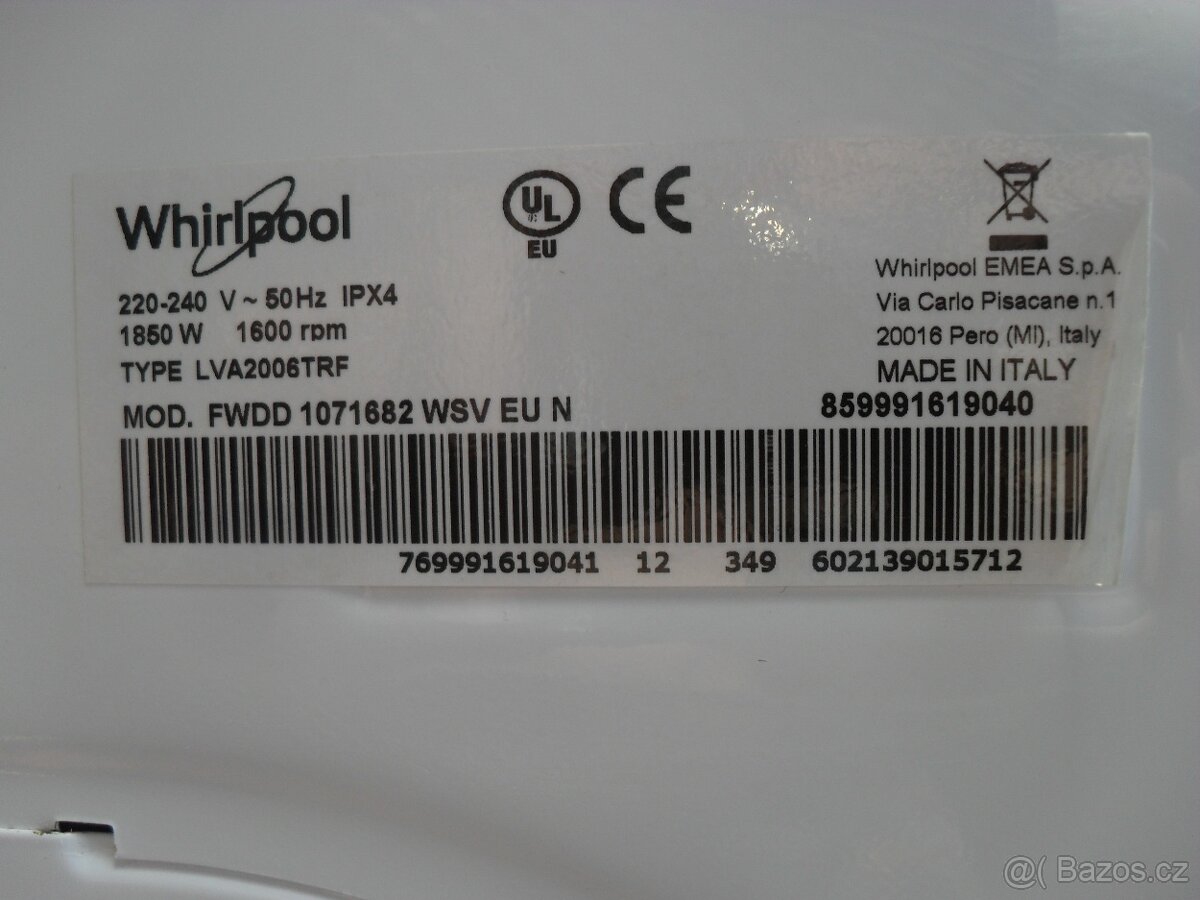 Whirlpool
UL
EU
CE
220-240 V ~ 50Hz IPX4
1850 W 1600 rpm
TYPE LVA2006TRF
MOD. FWDD 1071682 WSV EU N
Whirlpool EMEA S.p.A.
Via Carlo Pisacane n.1
20016 Pero (MI), Italy
MADE IN ITALY
859991619040
769991619041 12 349 602139015712
@( Bazos.cz